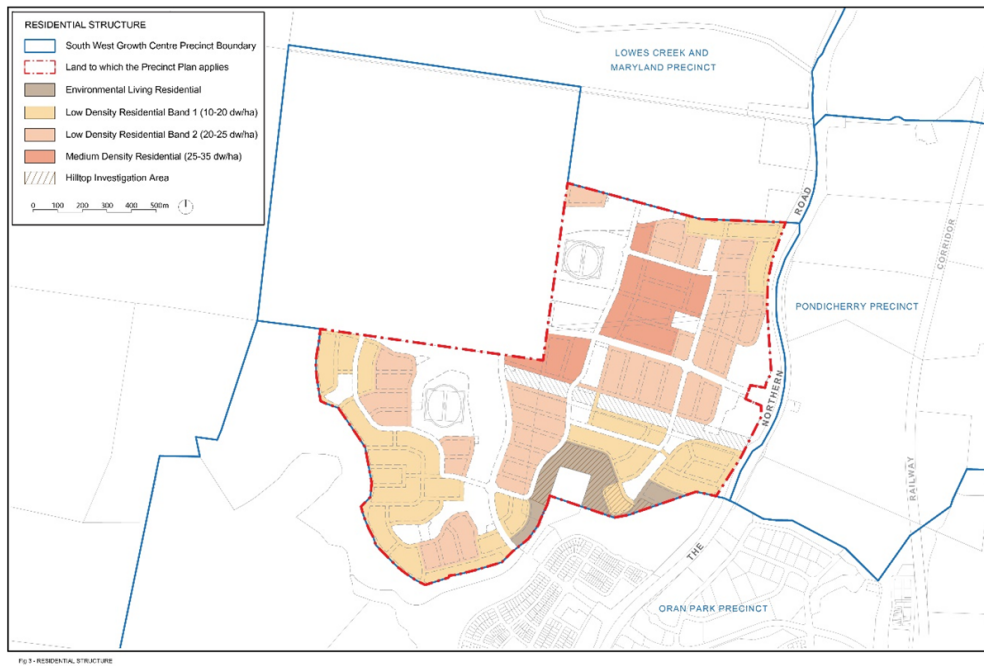 RESIDENTIAL STRUCTURE
South West Growth Centre Precinct Boundary
Land to which the Precinct Plan applies
Environmental Living Residential
Low Density Residential Band 1 (10-20 dw/ha)
Low Density Residential Band 2 (20-25 dw/ha)
Medium Density Residential (25-35 dw/ha)
Hilltop Investigation Area
0 100 200 300 400 500m
LOWES CREEK AND
MARYLAND PRECINCT
ROAD
CORRIDOR
PONDICHERRY PRECINCT
NORTHERN
RAILWAY
THE
ORAN PARK PRECINCT
Fig 3 - RESIDENTIAL STRUCTURE